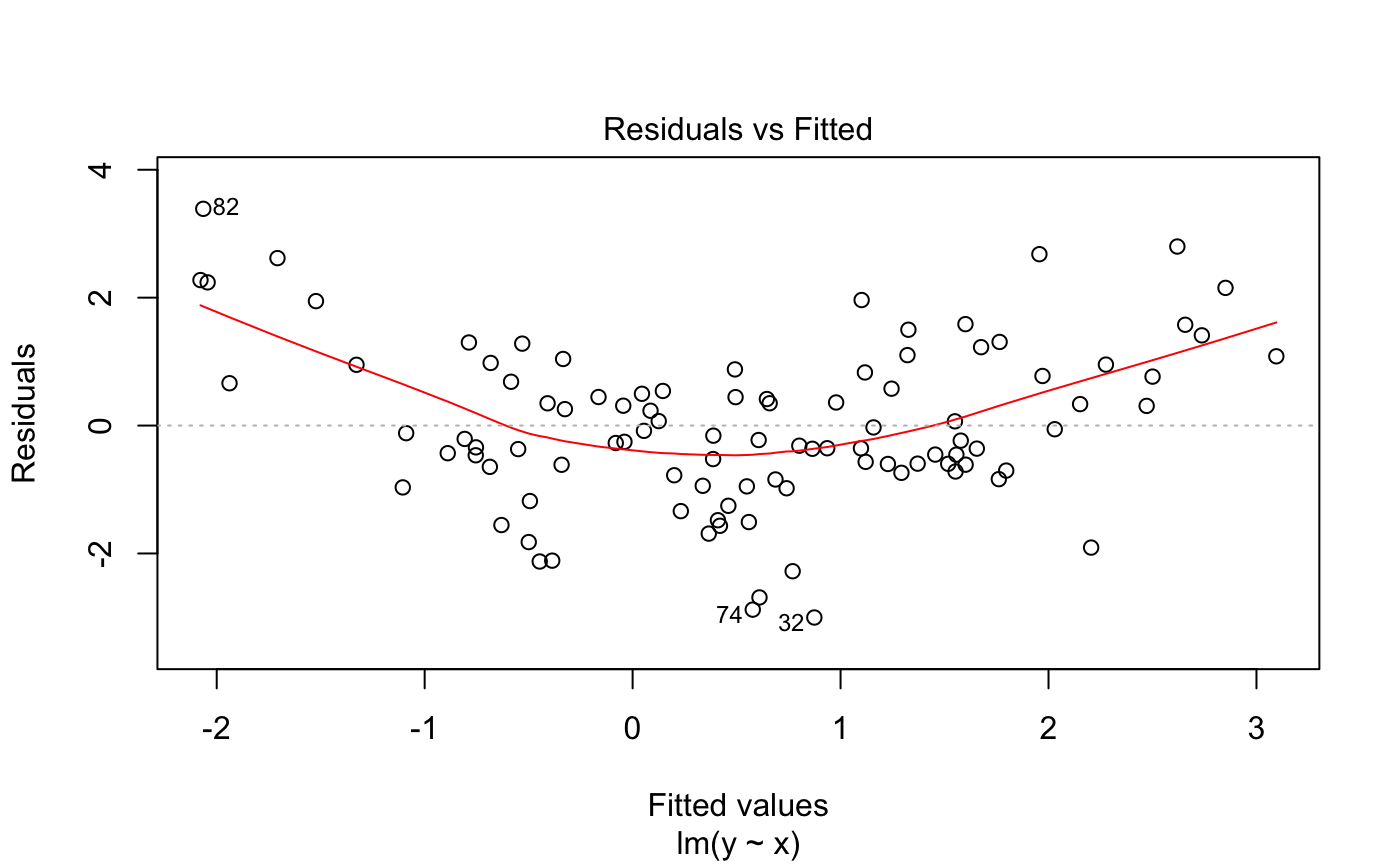 Residuals vs Fitted
4
2
0
-2
Residuals
82
74
32
-2 -1 0 1 2 3
Fitted values
lm(y ~ x)